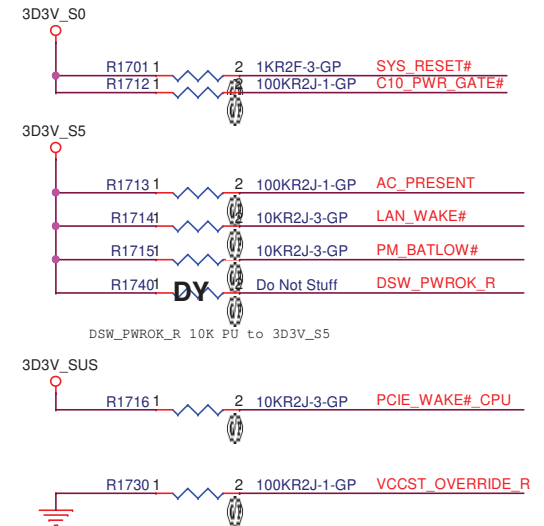 3D3V_S0
R1701 1 2 1KR2F-3-GP SYS_RESET#
R1712 1 2 100KR2J-1-GP C10_PWR_GATE#
3D3V_S5
R1713 1 2 100KR2J-1-GP AC_PRESENT
R1714 1 2 10KR2J-3-GP LAN_WAKE#
R1715 1 2 10KR2J-3-GP PM_BATLOW#
R1740 1 DY 2 Do Not Stuff DSW_PWROK_R
DSW_PWROK_R 10K PU to 3D3V_S5
3D3V_SUS
R1716 1 2 10KR2J-3-GP PCIE_WAKE#_CPU
R1730 1 2 100KR2J-1-GP VCCST_OVERRIDE_R